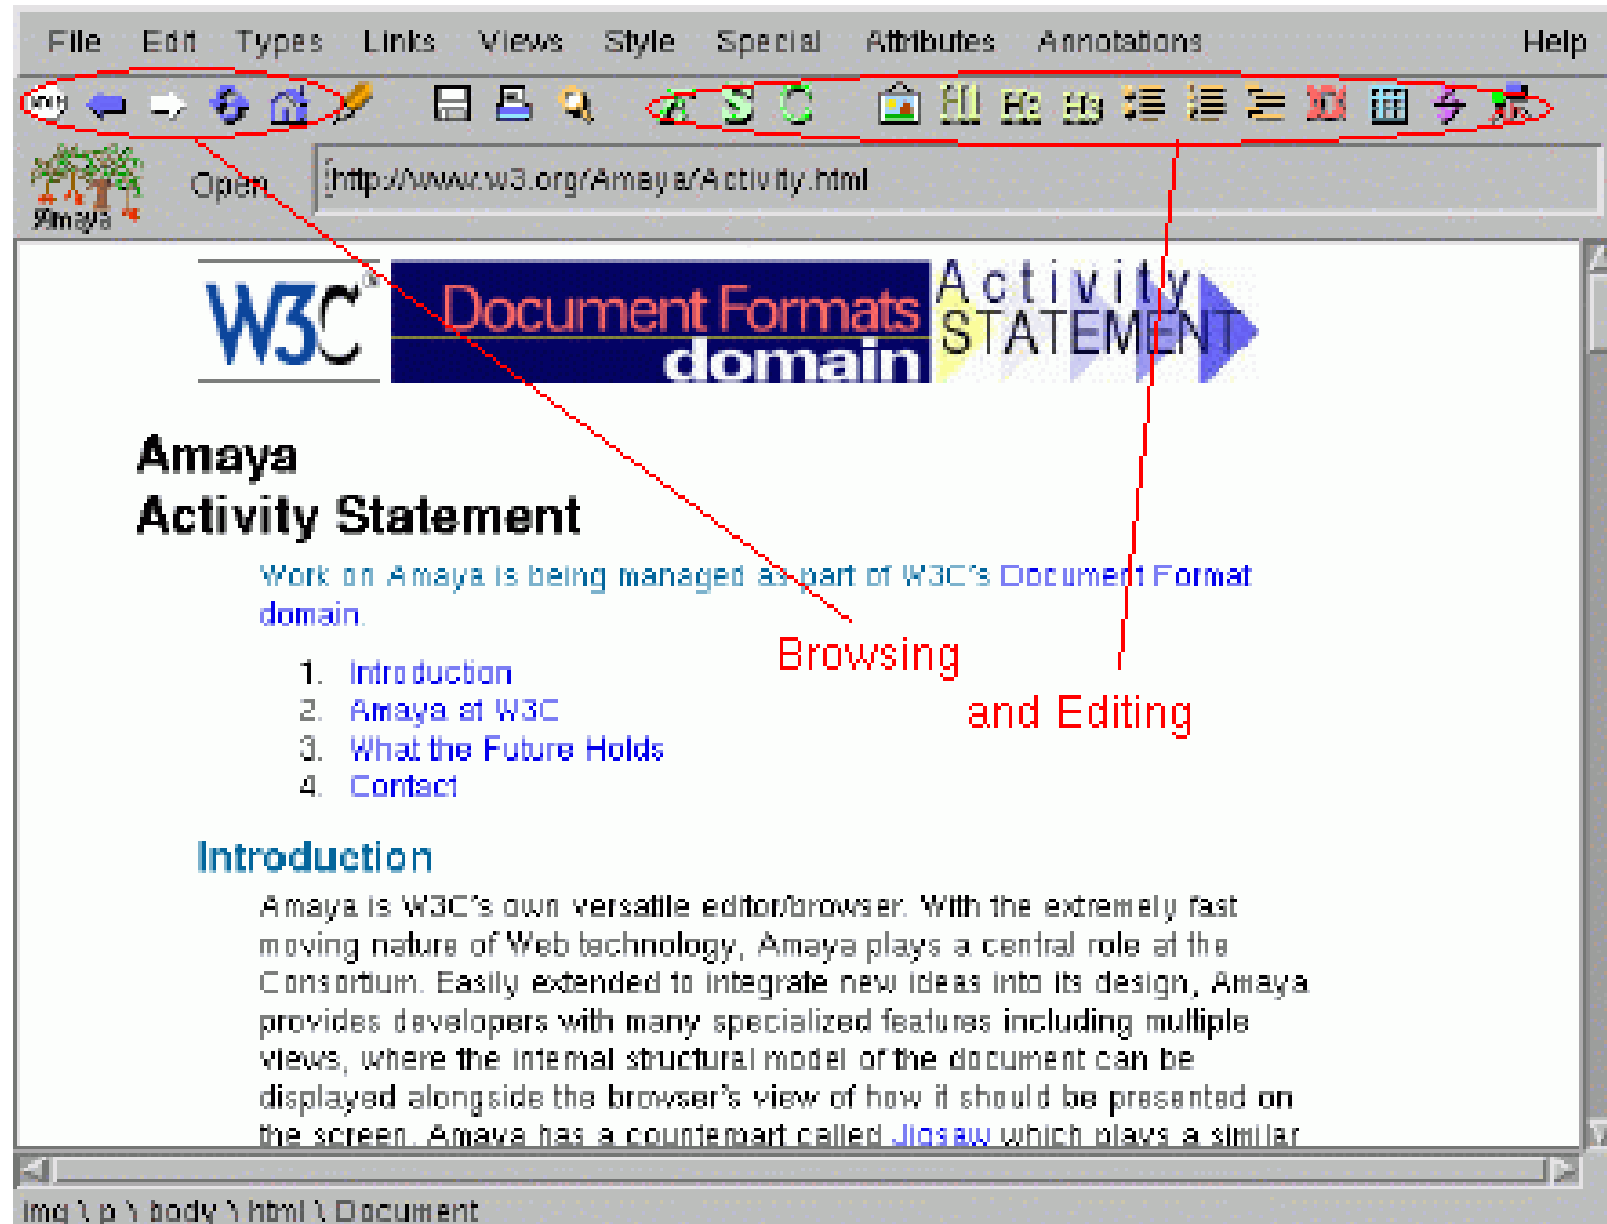 File Edit Types Links Views Style Special Attributes Annotations Help
H1 H2 H3
Amaya
Open http://www.w3.org/Amaya/Activity.html
W3C® Document Formats domain Activity STATEMENT
Amaya
Activity Statement
Work on Amaya is being managed as part of W3C's Document Format
domain.
1. Introduction
2. Amaya at W3C
3. What the Future Holds
4. Contact
Browsing
and Editing
Introduction
Amaya is W3C's own versatile editor/browser. With the extremely fast
moving nature of Web technology, Amaya plays a central role at the
Consortium. Easily extended to integrate new ideas into its design, Amaya
provides developers with many specialized features including multiple
views, where the internal structural model of the document can be
displayed alongside the browser's view of how it should be presented on
the screen. Amaya has a counterpart called Jigsaw which plays a similar
img \ p \ body \ html \ Document